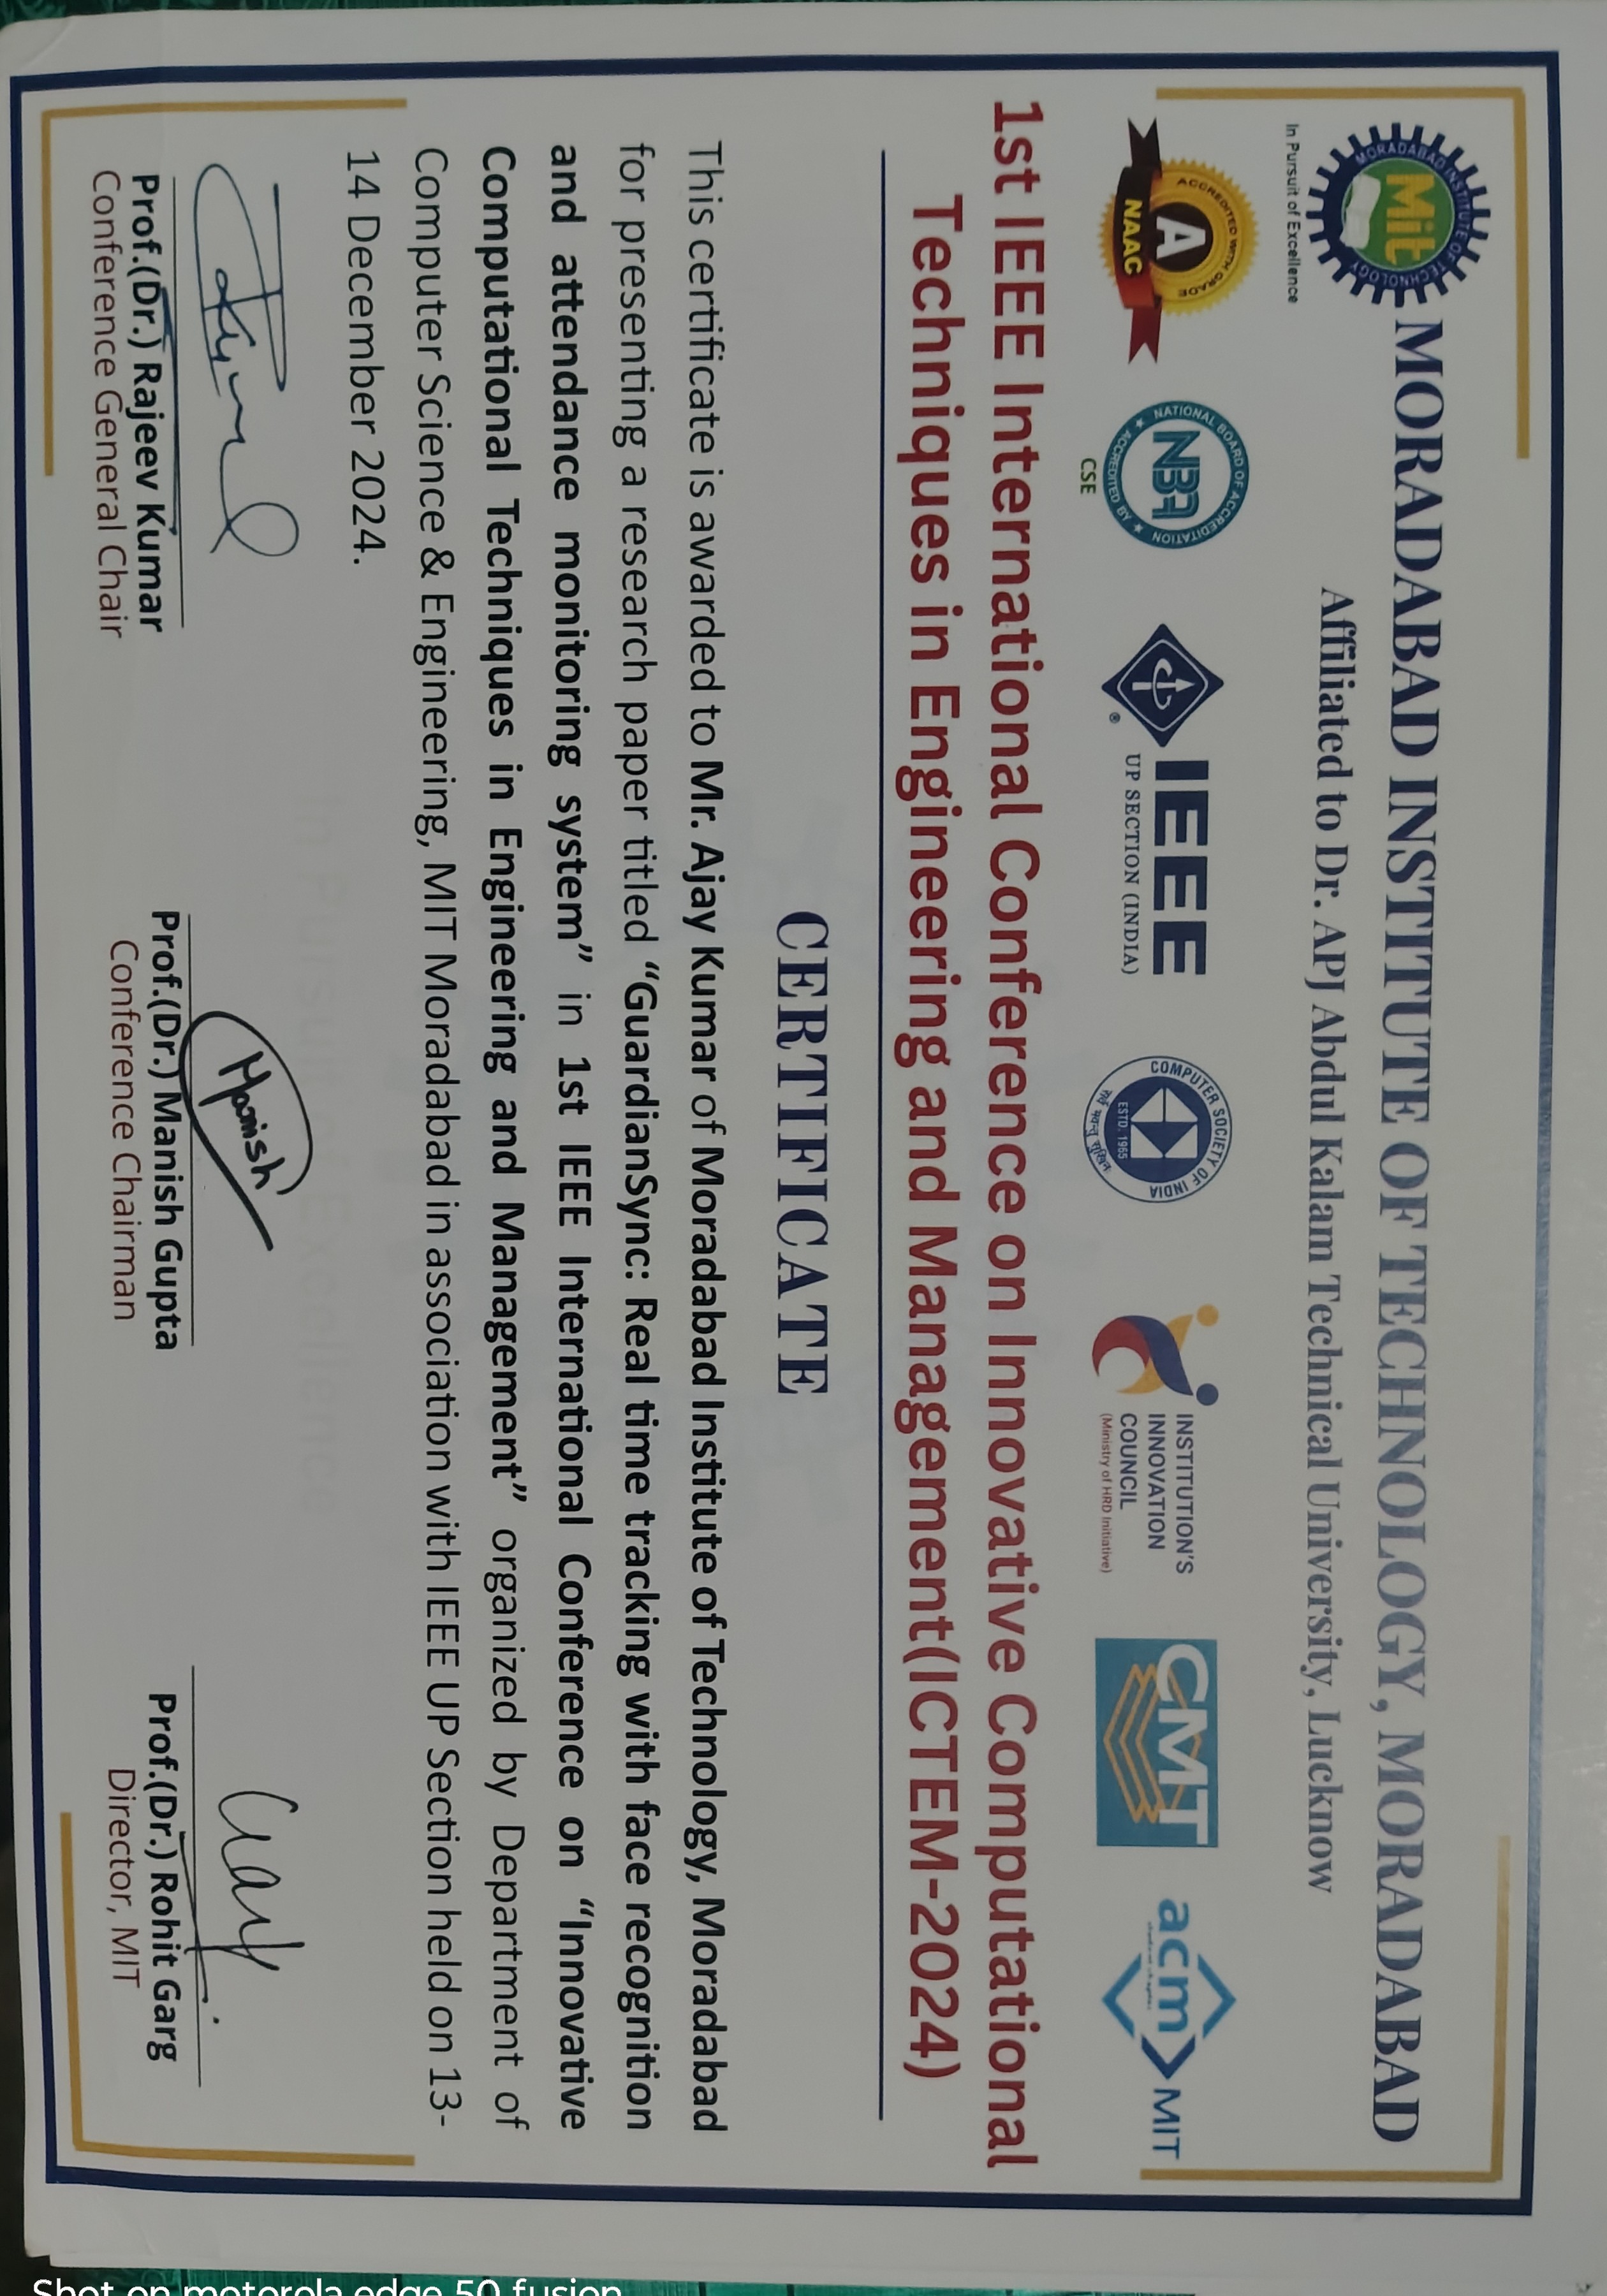 MORADABAD INSTITUTE OF TECHNOLOGY
Mit
In Pursuit of Excellence
MORADABAD INSTITUTE OF TECHNOLOGY, MORADABAD
Affiliated to Dr. APJ Abdul Kalam Technical University, Lucknow
ACCREDITED WITH GRADE
A
NAAC
NATIONAL BOARD OF ACCREDITATION
NBA
ACCREDITED BY
CSE
IEEE
UP SECTION (INDIA)
®
COMPUTER SOCIETY OF INDIA
ESTD. 1965
सर्वे भवन्तु सुखिनः
INSTITUTION'S
INNOVATION
COUNCIL
(Ministry of HRD Initiative)
CMT
acm MIT
student chapter
1st IEEE International Conference on Innovative Computational
Techniques in Engineering and Management(ICTEM-2024)
CERTIFICATE
This certificate is awarded to Mr. Ajay Kumar of Moradabad Institute of Technology, Moradabad
for presenting a research paper titled “GuardianSync: Real time tracking with face recognition
and attendance monitoring system” in 1st IEEE International Conference on “Innovative
Computational Techniques in Engineering and Management” organized by Department of
Computer Science & Engineering, MIT Moradabad in association with IEEE UP Section held on 13-
14 December 2024.
In Pursuit of Excellence
Manish
Garg
Prof.(Dr.) Rajeev Kumar
Conference General Chair
Prof.(Dr.) Manish Gupta
Conference Chairman
Prof.(Dr.) Rohit Garg
Director, MIT
Shot on motorola edge 50 fusion